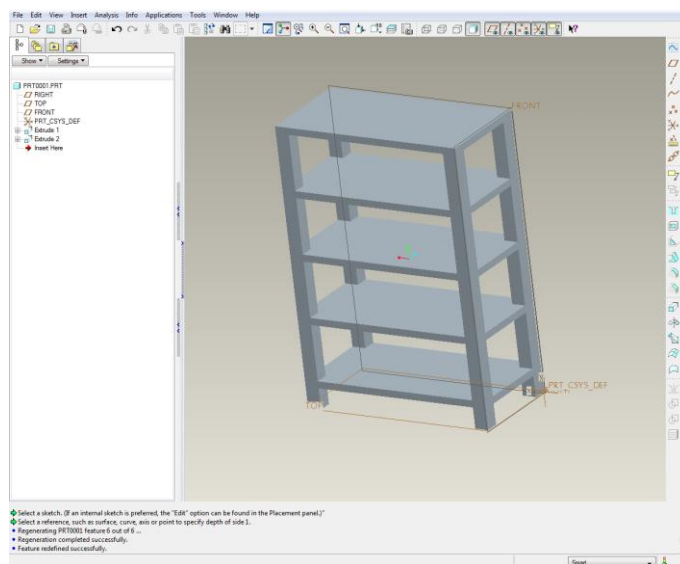 File Edit View Insert Analysis Info Applications Tools Window Help
Show Settings
PRT0001.PRT
RIGHT
TOP
FRONT
PRT_CSYS_DEF
Extrude 1
Extrude 2
Insert Here
FRONT
PRT_CSYS_DEF
TOP
Select a sketch. (If an internal sketch is preferred, the "Edit" option can be found in the Placement panel.)"
Select a reference, such as surface, curve, axis or point to specify depth of side 1.
Regenerating PRT0001 feature 6 out of 6 ...
Regeneration completed successfully.
Feature redefined successfully.
Smart